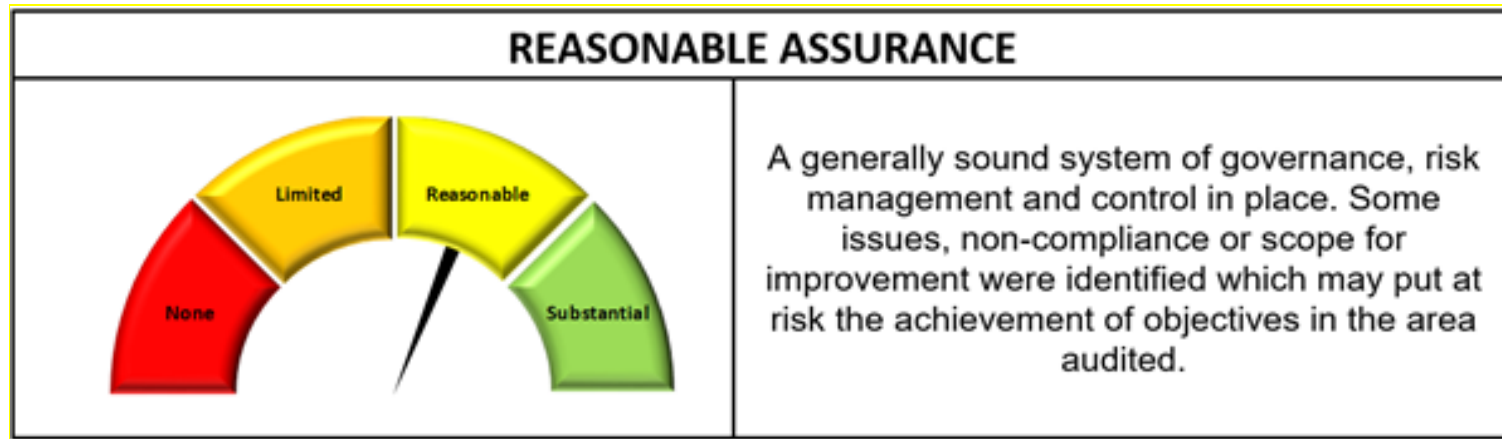 REASONABLE ASSURANCE
Limited
Reasonable
None
Substantial
A generally sound system of governance, risk
management and control in place. Some
issues, non-compliance or scope for
improvement were identified which may put at
risk the achievement of objectives in the area
audited.